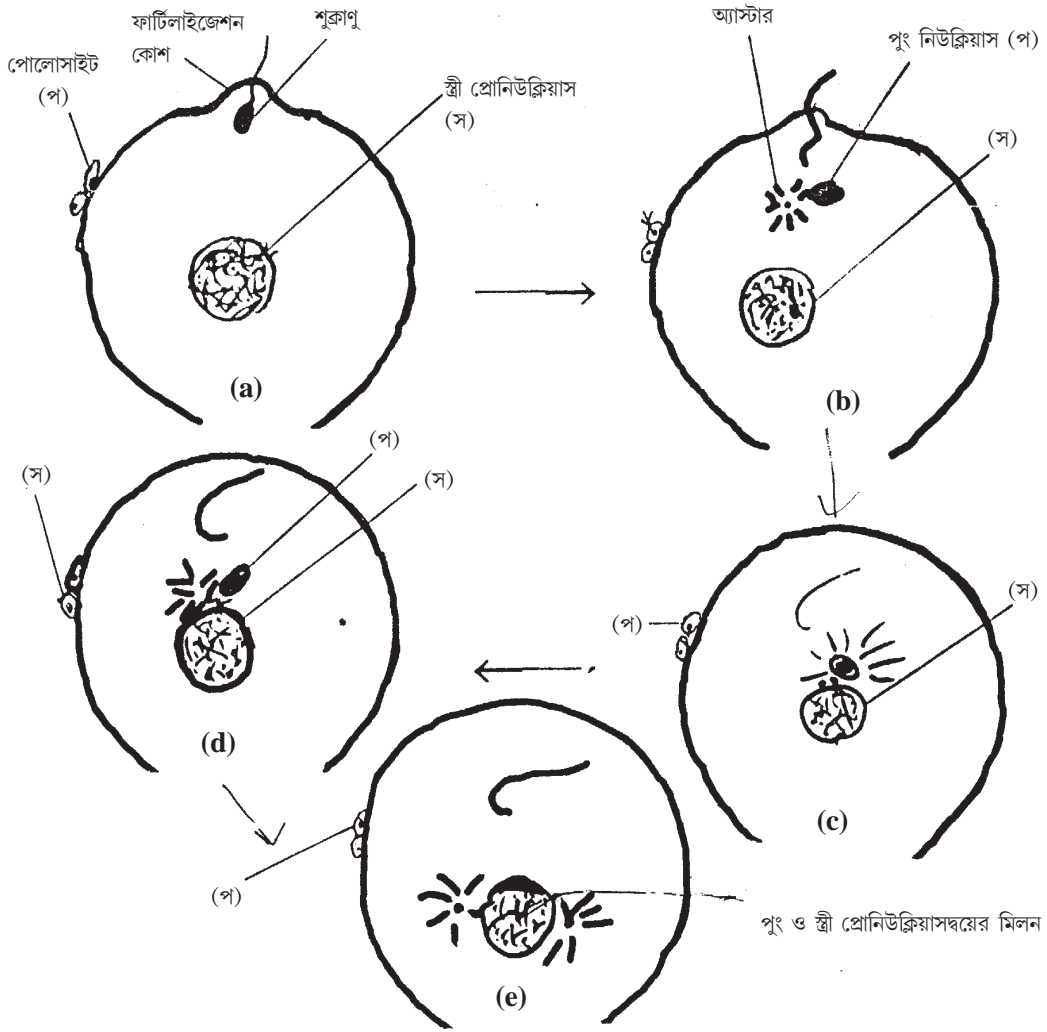 ফার্টিলাইজেশন
কোশ
শুক্রাণু
পোলোসাইট
(প)
স্ত্রী প্রোনিউক্লিয়াস
(স)
(a)
অ্যাস্টার
পুং নিউক্লিয়াস (প)
(স)
(b)
(স)
(প)
(স)
(d)
(প)
(স)
(c)
(প)
পুং ও স্ত্রী প্রোনিউক্লিয়াসদ্বয়ের মিলন
(e)